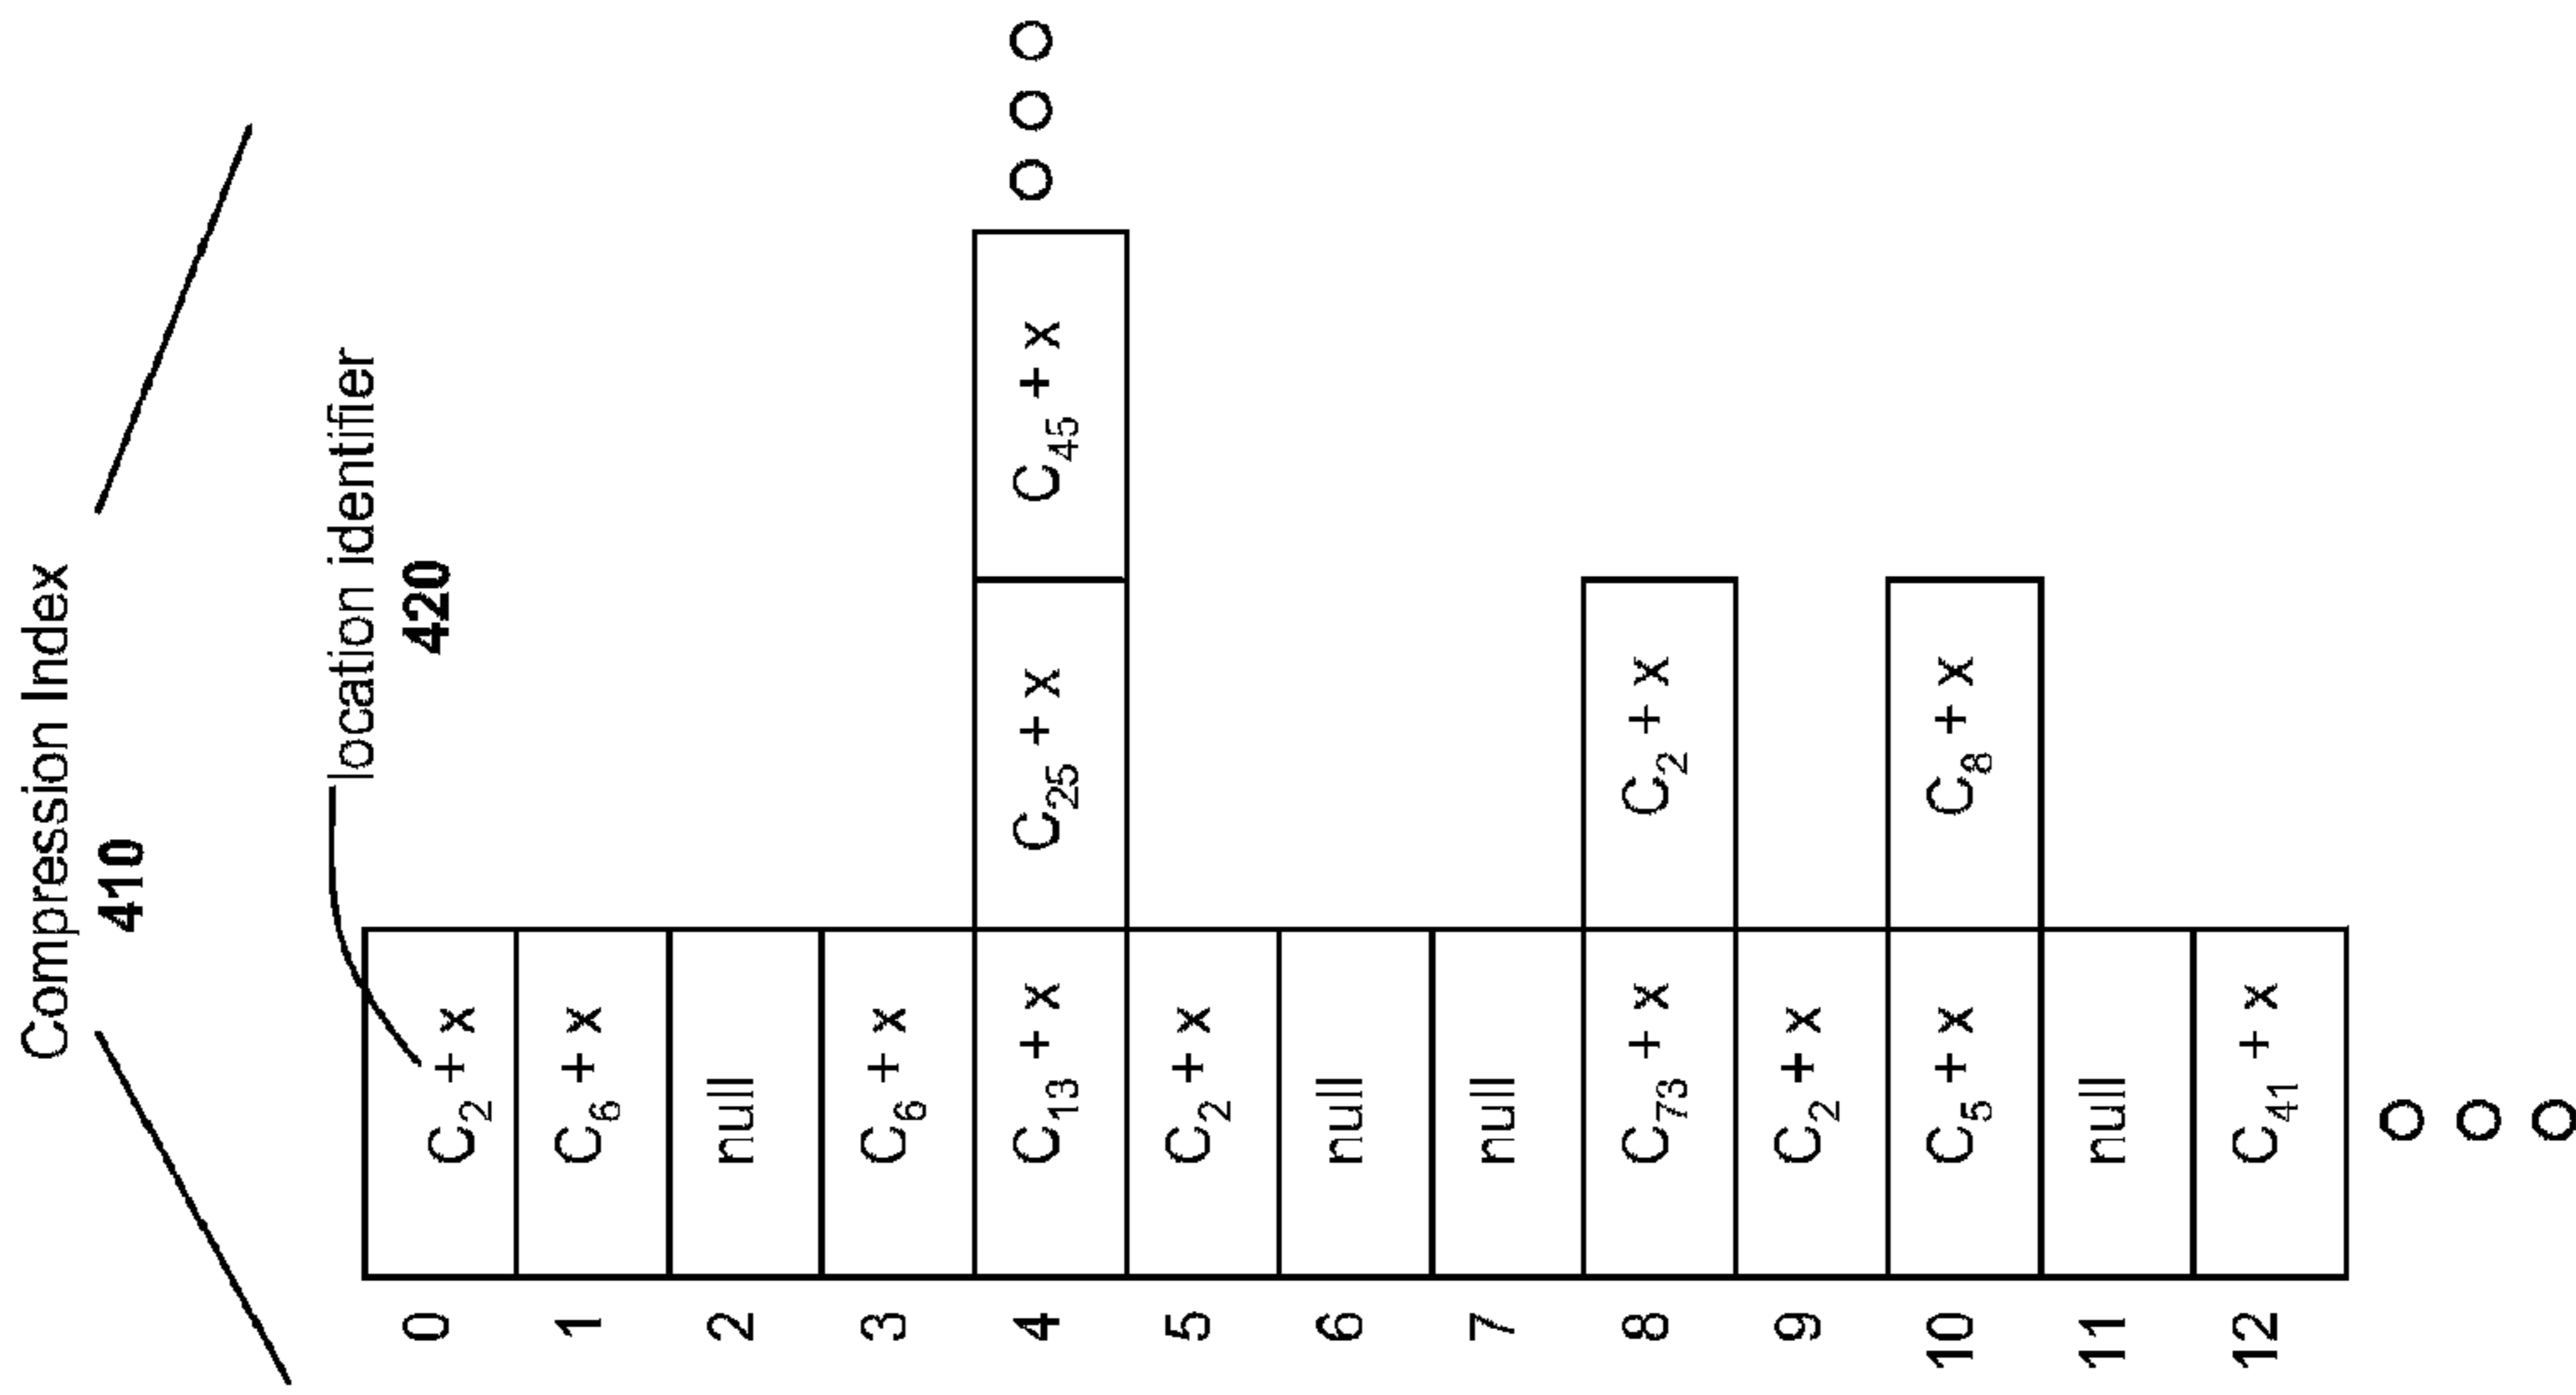 Compression Index
410
location identifier
420
0 C₂ + x
1 C₆ + x
2 null
3 C₆ + x
4 C₁₃ + x C₂₅ + x C₄₅ + x
5 C₂ + x
6 null
7 null
8 C₇₃ + x C₂ + x
9 C₂ + x
10 C₅ + x C₈ + x
11 null
12 C₄₁ + x